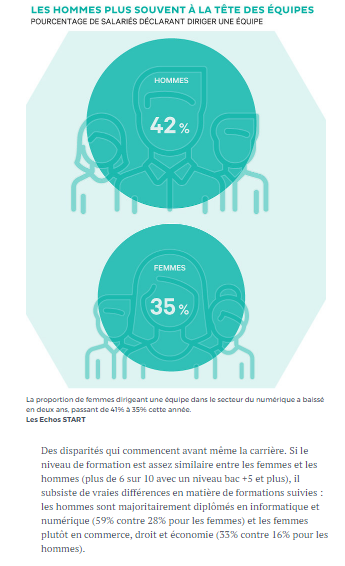 LES HOMMES PLUS SOUVENT À LA TÊTE DES ÉQUIPES
POURCENTAGE DE SALARIÉS DÉCLARANT DIRIGER UNE ÉQUIPE
HOMMES
42 %
FEMMES
35 %
La proportion de femmes dirigeant une équipe dans le secteur du numérique a baissé
en deux ans, passant de 41% à 35% cette année.
Les Echos START
Des disparités qui commencent avant même la carrière. Si le
niveau de formation est assez similaire entre les femmes et les
hommes (plus de 6 sur 10 avec un niveau bac +5 et plus), il
subsiste de vraies différences en matière de formations suivies :
les hommes sont majoritairement diplômés en informatique et
numérique (59% contre 28% pour les femmes) et les femmes
plutôt en commerce, droit et économie (33% contre 16% pour les
hommes).